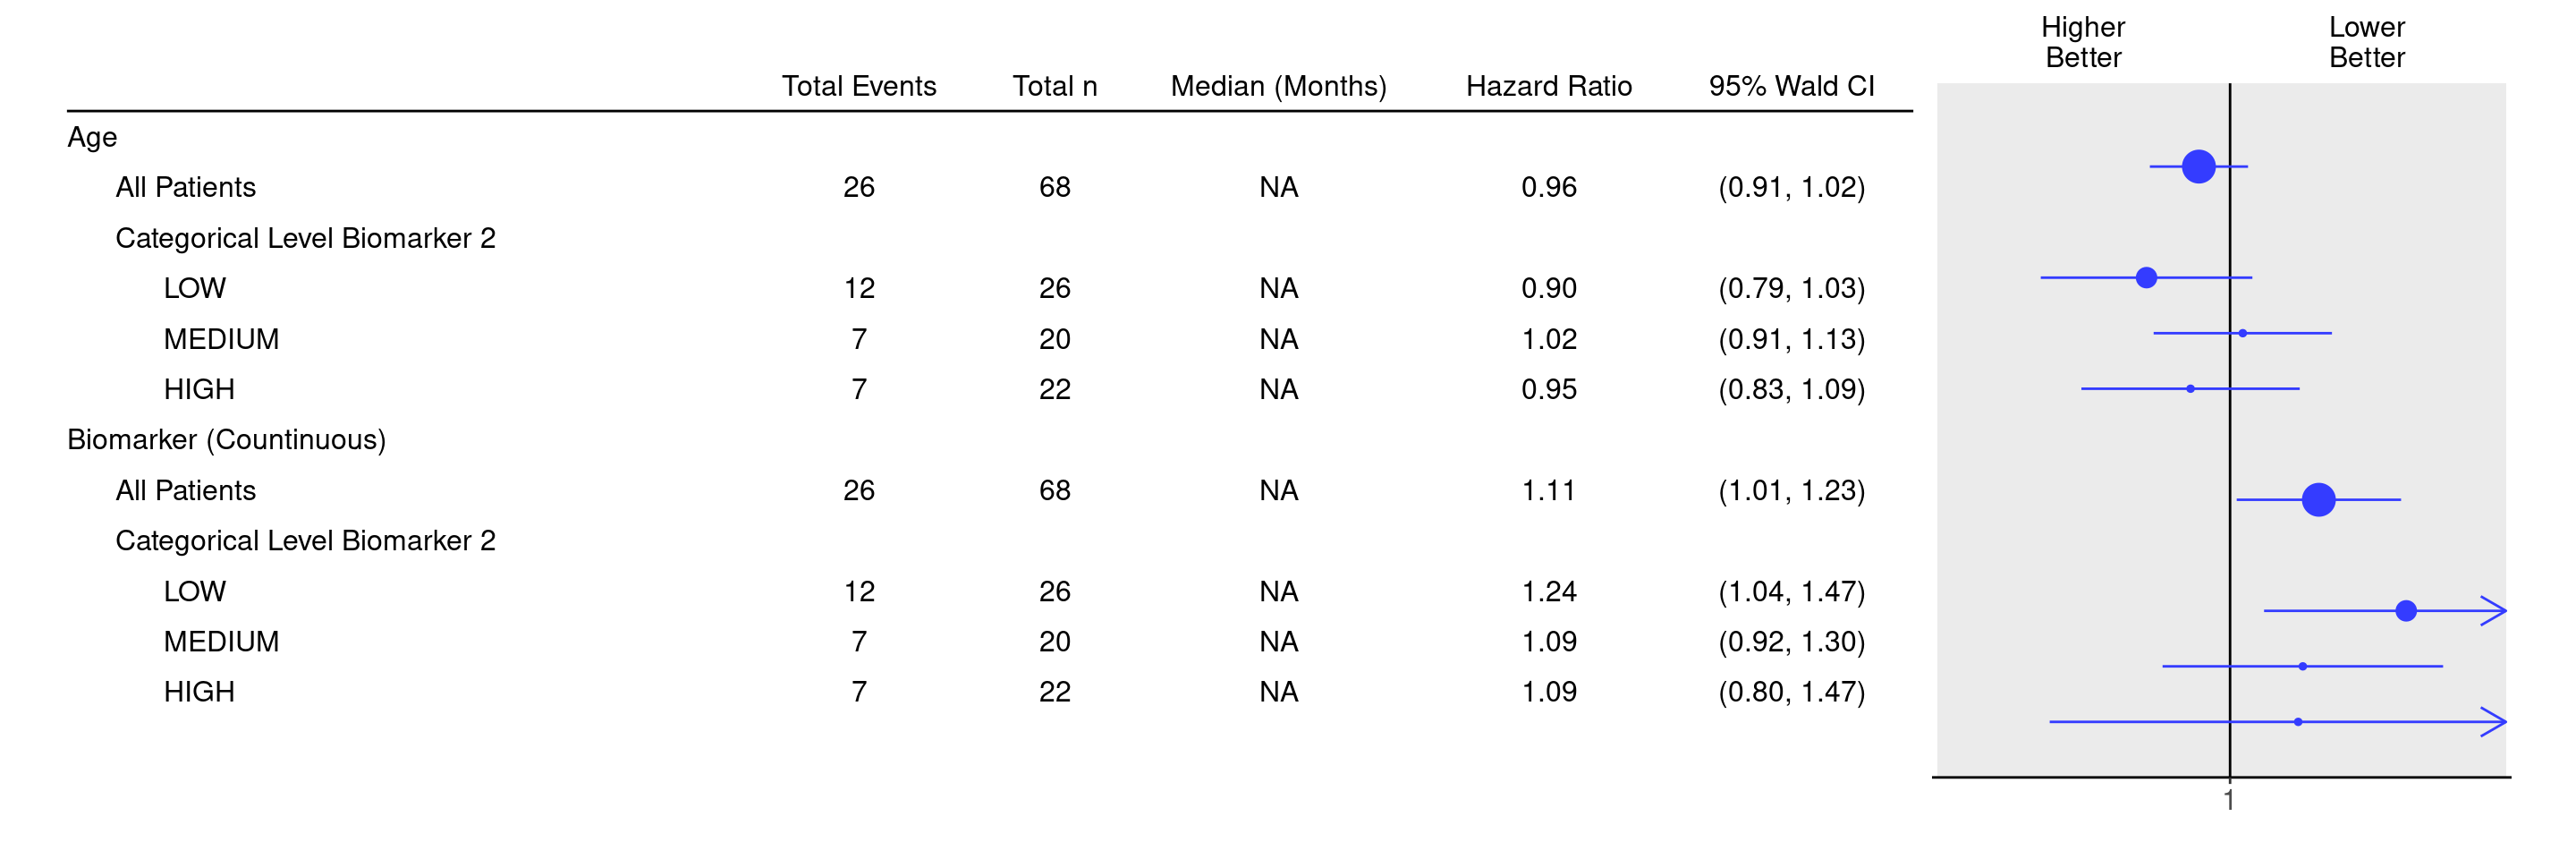 Higher Lower
Better Better
Total Events Total n Median (Months) Hazard Ratio 95% Wald CI
Age
All Patients 26 68 NA 0.96 (0.91, 1.02)
Categorical Level Biomarker 2
LOW 12 26 NA 0.90 (0.79, 1.03)
MEDIUM 7 20 NA 1.02 (0.91, 1.13)
HIGH 7 22 NA 0.95 (0.83, 1.09)
Biomarker (Countinuous)
All Patients 26 68 NA 1.11 (1.01, 1.23)
Categorical Level Biomarker 2
LOW 12 26 NA 1.24 (1.04, 1.47)
MEDIUM 7 20 NA 1.09 (0.92, 1.30)
HIGH 7 22 NA 1.09 (0.80, 1.47)
1